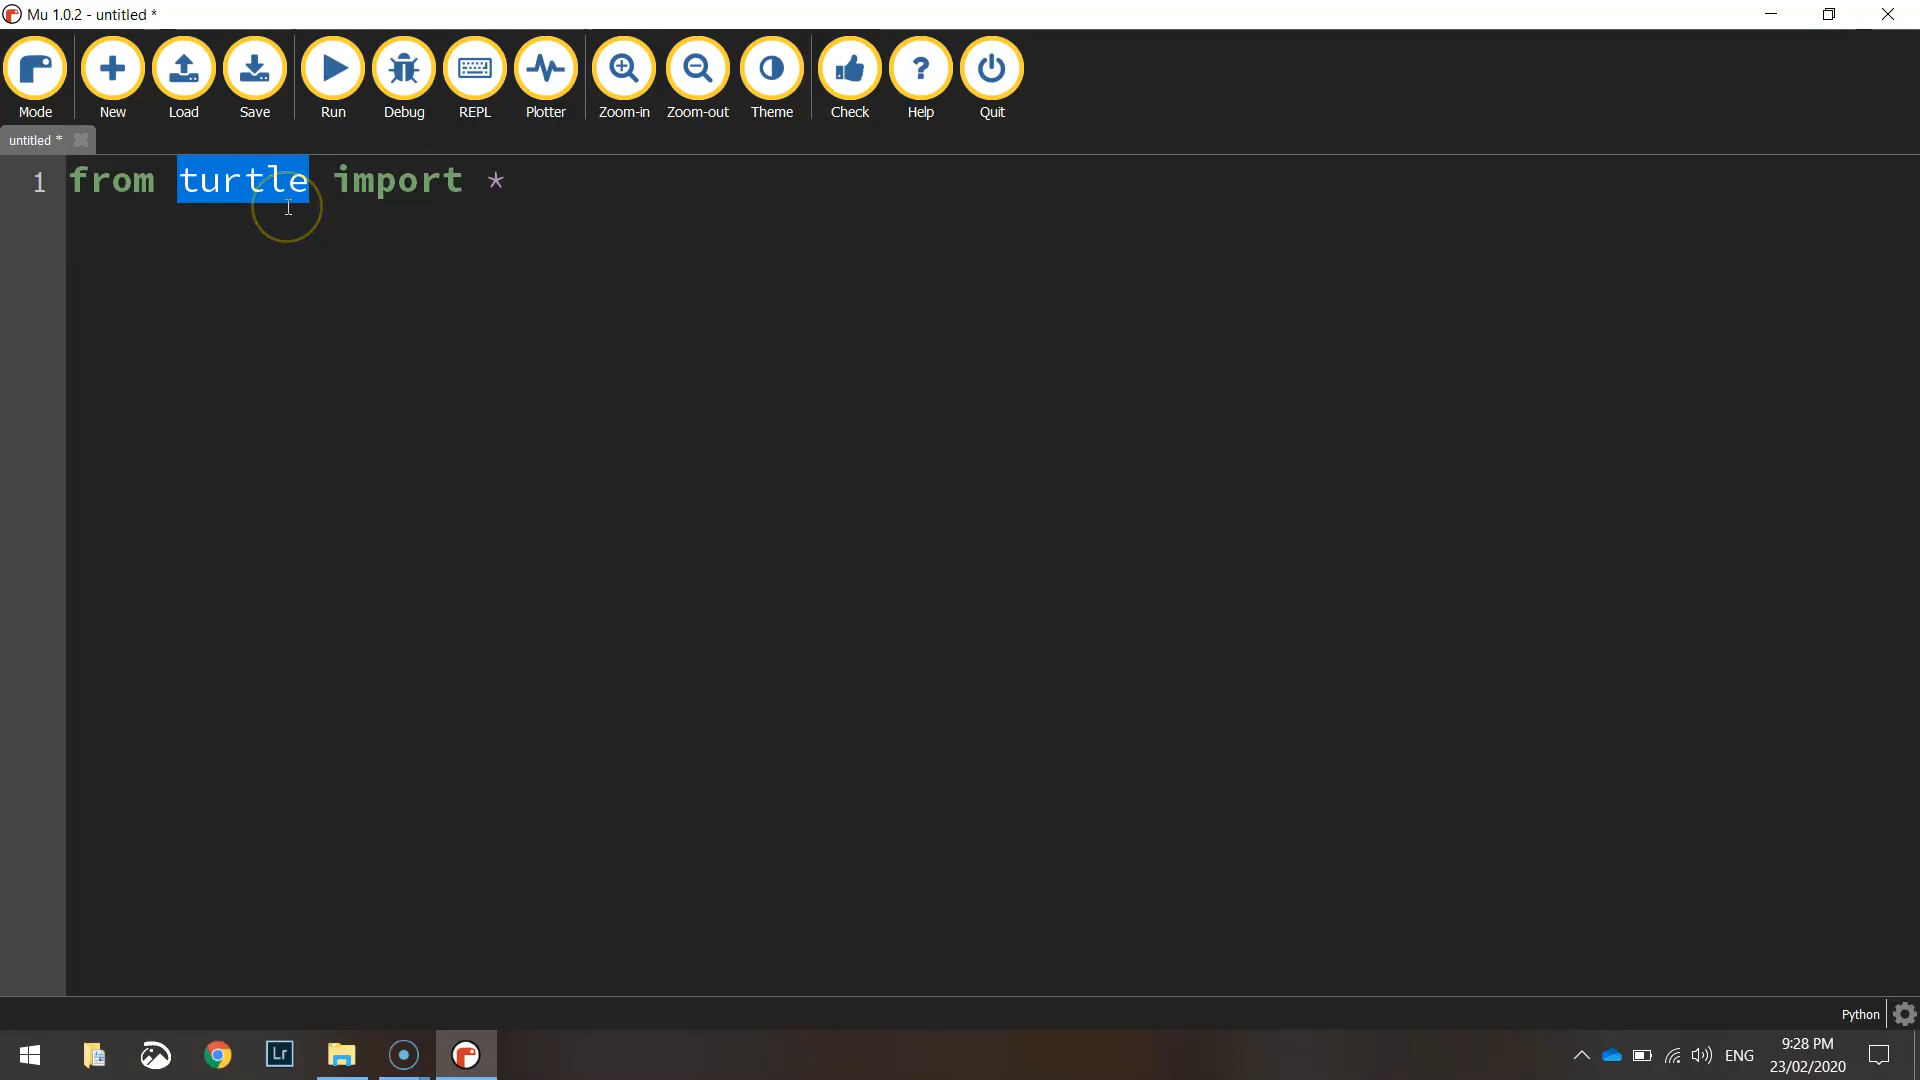 Mu 1.0.2 - untitled *
Mode New Load Save Run Debug REPL Plotter Zoom-in Zoom-out Theme Check Help Quit
untitled *
1 from turtle import *
Python
Lr
ENG
9:28 PM
23/02/2020